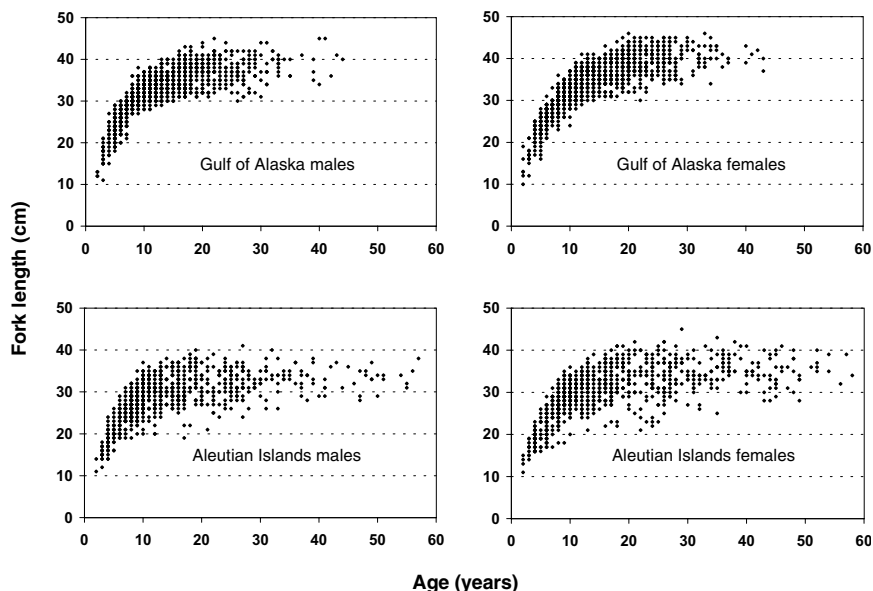 50
40
30
20
10
0
0 10 20 30 40 50 60
Gulf of Alaska males
50
40
30
20
10
0
0 10 20 30 40 50 60
Gulf of Alaska females
Fork length (cm)
50
40
30
20
10
0
0 10 20 30 40 50 60
Aleutian Islands males
50
40
30
20
10
0
0 10 20 30 40 50 60
Aleutian Islands females
Age (years)